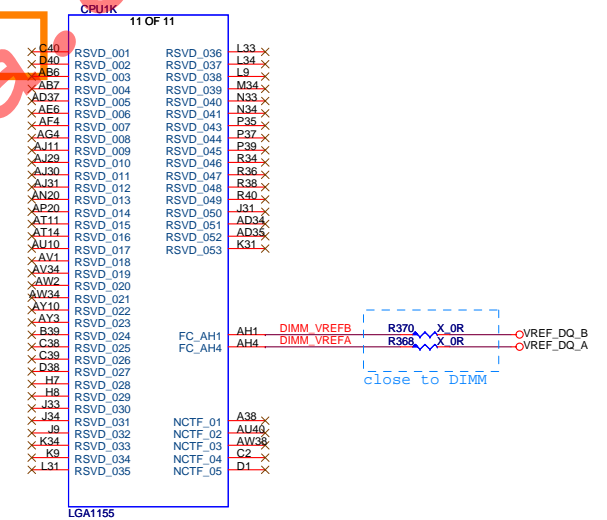 CPU1K
11 OF 11
C40 RSVD_001 RSVD_036 L33
D40 RSVD_002 RSVD_037 L34
AB6 RSVD_003 RSVD_038 L9
AB7 RSVD_004 RSVD_039 M34
AD37 RSVD_005 RSVD_040 N33
AE6 RSVD_006 RSVD_041 N34
AF4 RSVD_007 RSVD_043 P35
AG4 RSVD_008 RSVD_044 P37
AJ11 RSVD_009 RSVD_045 P39
AJ29 RSVD_010 RSVD_046 R34
AJ30 RSVD_011 RSVD_047 R36
AJ31 RSVD_012 RSVD_048 R38
AN20 RSVD_013 RSVD_049 R40
AP20 RSVD_014 RSVD_050 J31
AT11 RSVD_015 RSVD_051 AD34
AT14 RSVD_016 RSVD_052 AD35
AU10 RSVD_017 RSVD_053 K31
AV1 RSVD_018
AV34 RSVD_019
AW2 RSVD_020
AW34 RSVD_021
AY10 RSVD_022
AY3 RSVD_023
B39 RSVD_024 FC_AH1 AH1 DIMM_VREFB R370 X_0R VREF_DQ_B
C38 RSVD_025 FC_AH4 AH4 DIMM_VREFA R368 X_0R VREF_DQ_A
C39 RSVD_026
D38 RSVD_027 close to DIMM
H7 RSVD_028
H8 RSVD_029
J33 RSVD_030
J34 RSVD_031 NCTF_01 A38
J9 RSVD_032 NCTF_02 AU40
K34 RSVD_033 NCTF_03 AW38
K9 RSVD_034 NCTF_04 C2
L31 RSVD_035 NCTF_05 D1
LGA1155